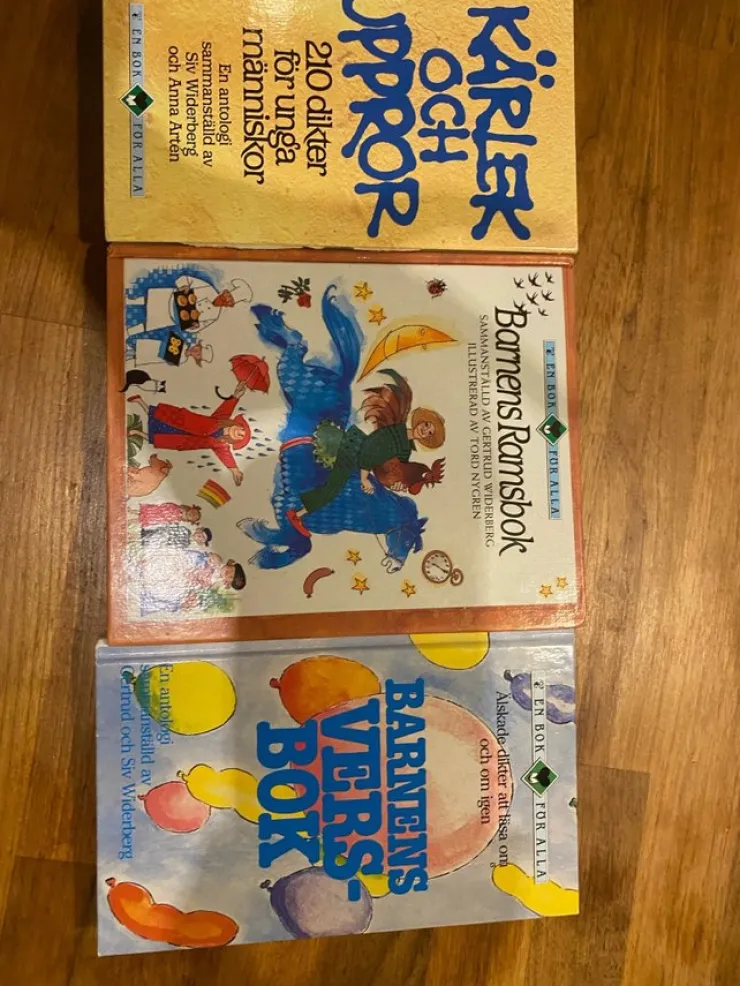 EN BOK FÖR ALLA
KÄRLEK
OCH
UPPROR
210 dikter
för unga
människor
En antologi
sammanställd av
Siv Widerberg
och Anna Artén
EN BOK FÖR ALLA
Barnens Ramsbok
SAMMANSTÄLLD AV GERTRUD WIDERBERG
ILLUSTRERAD AV TORD NYGREN
EN BOK FÖR ALLA
Älskade dikter att läsa om
och om igen
BARNENS
VERS-
BOK
En antologi
sammanställd av
Gertrud och Siv Widerberg